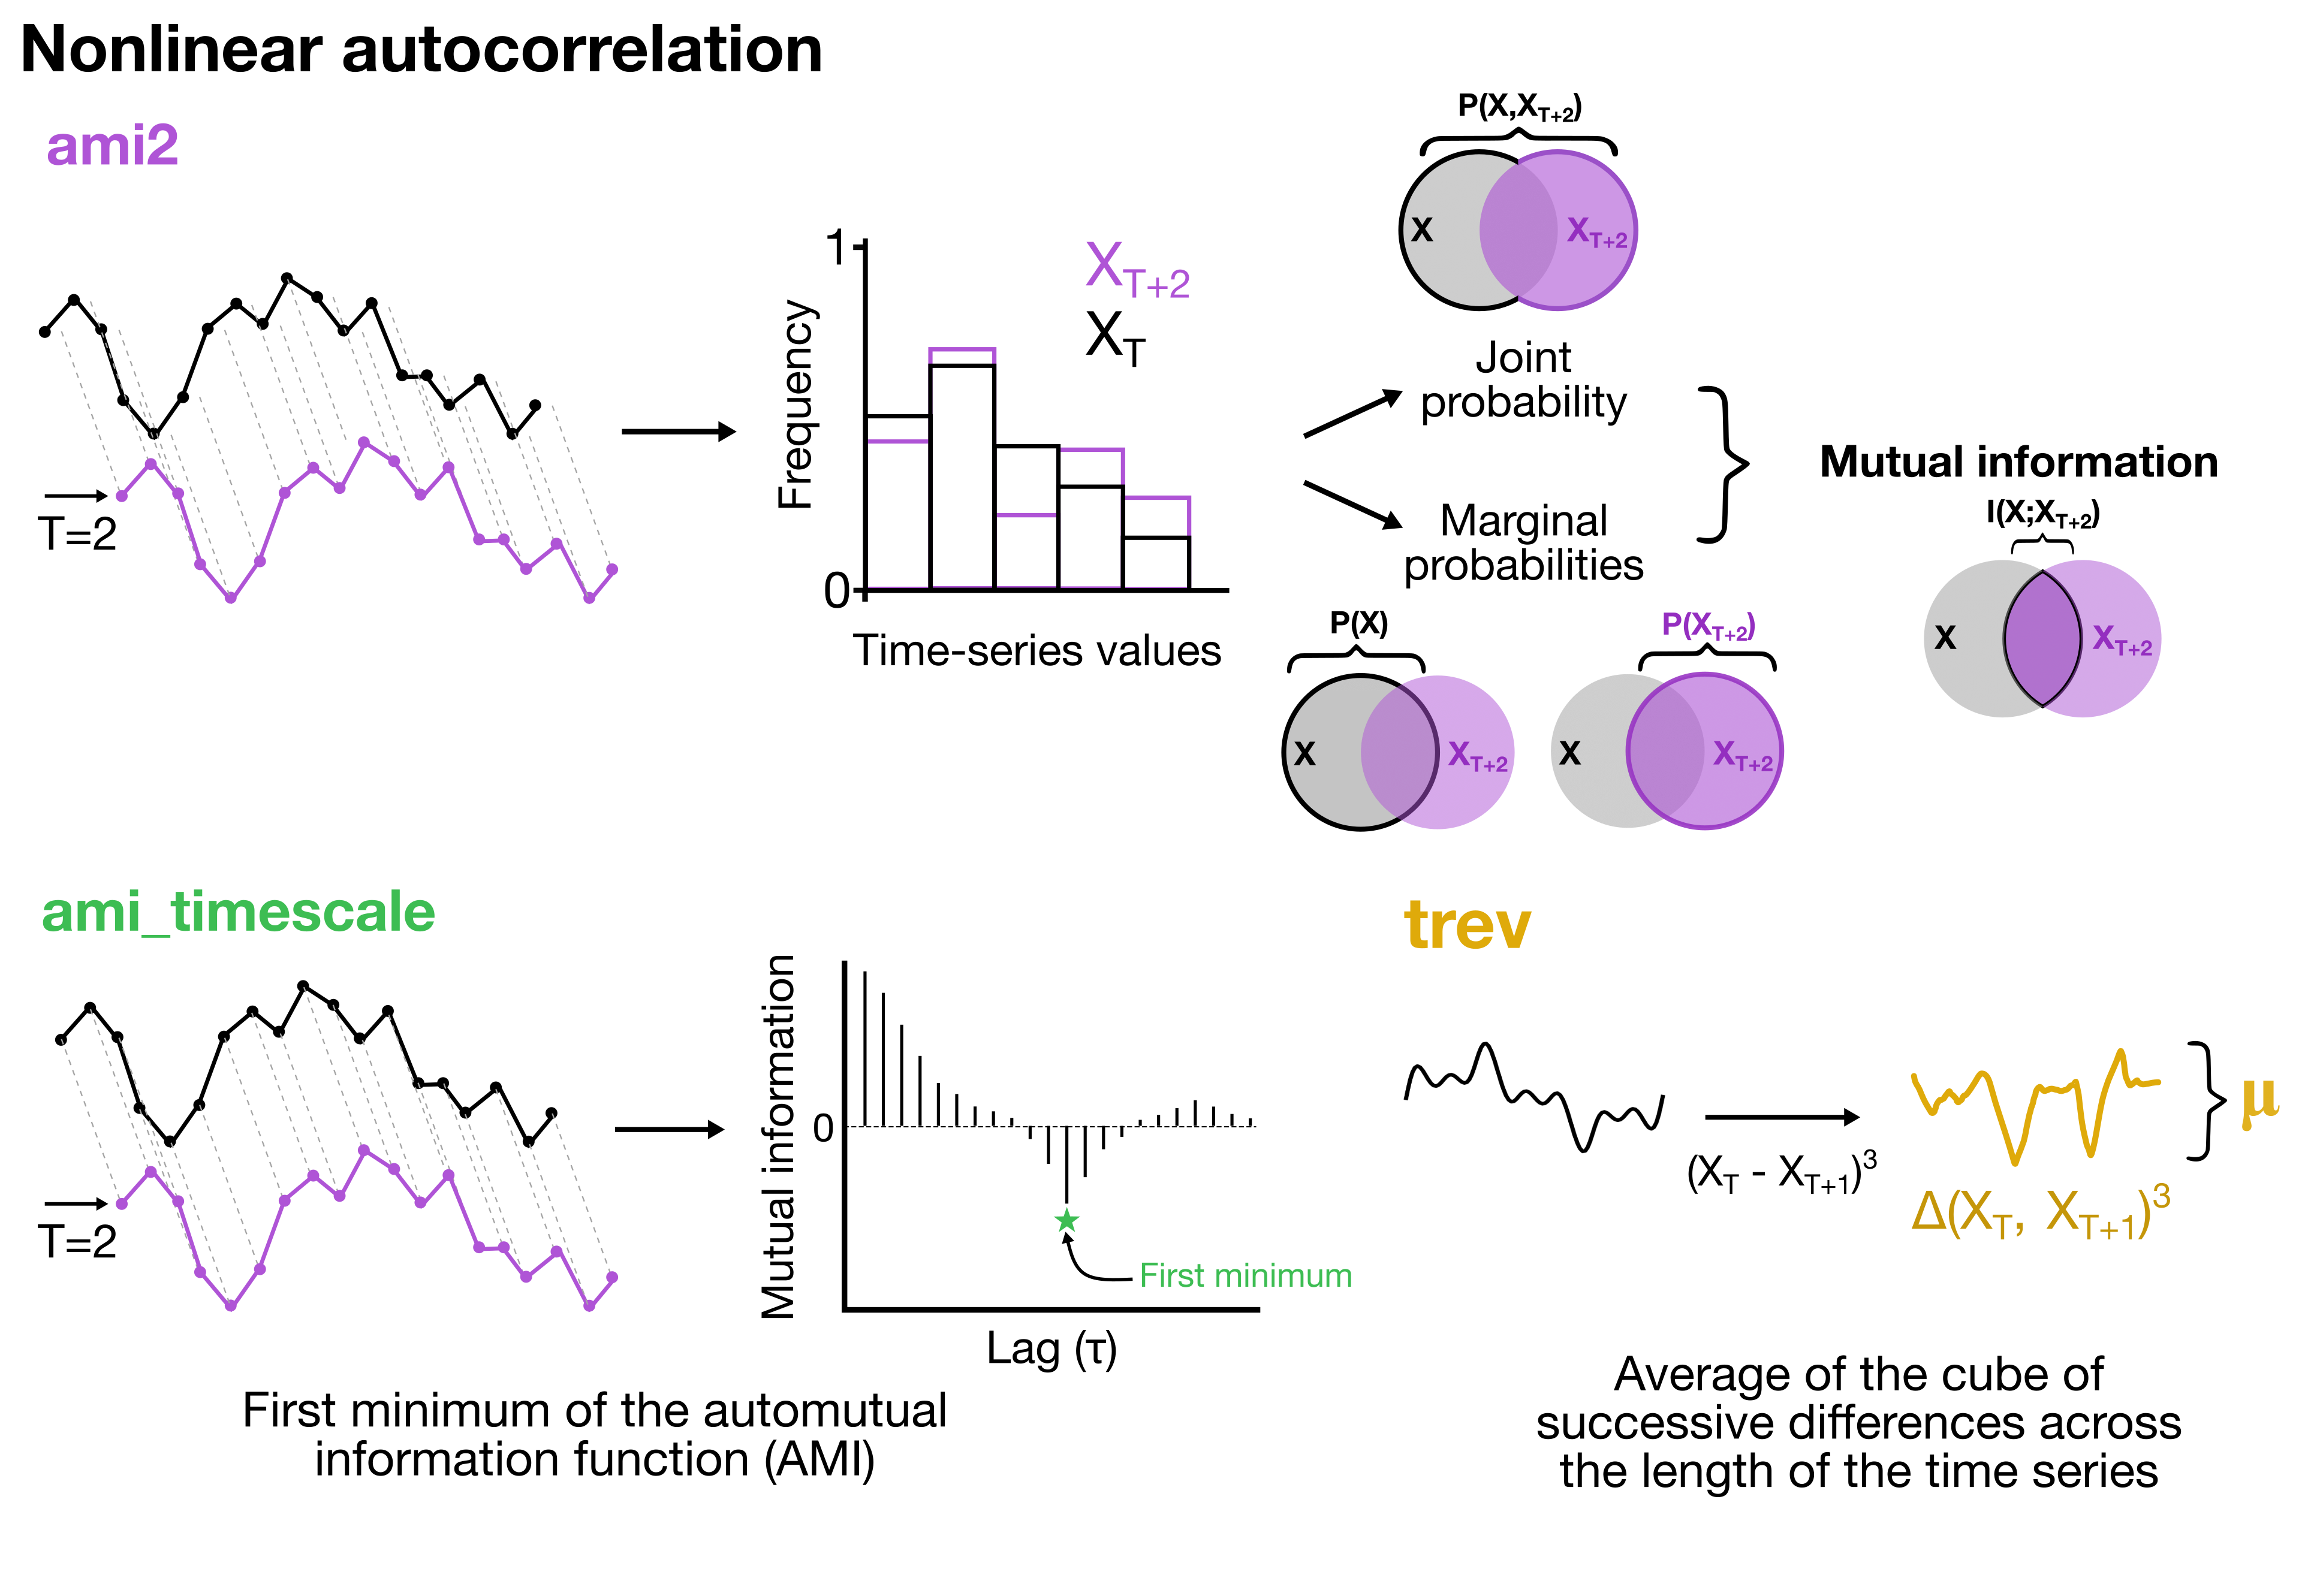 Nonlinear autocorrelation
ami2
T=2
1
0
Frequency
Time-series values
X_{T+2}
X_T
P(X,X_{T+2})
X
X_{T+2}
Joint
probability
Marginal
probabilities
P(X)
X
X_{T+2}
P(X_{T+2})
X
X_{T+2}
Mutual information
I(X;X_{T+2})
X
X_{T+2}
ami_timescale
T=2
Mutual information
0
First minimum
Lag (τ)
First minimum of the automutual
information function (AMI)
trev
(X_T - X_{T+1})³
Δ(X_T, X_{T+1})³
μ
Average of the cube of
successive differences across
the length of the time series